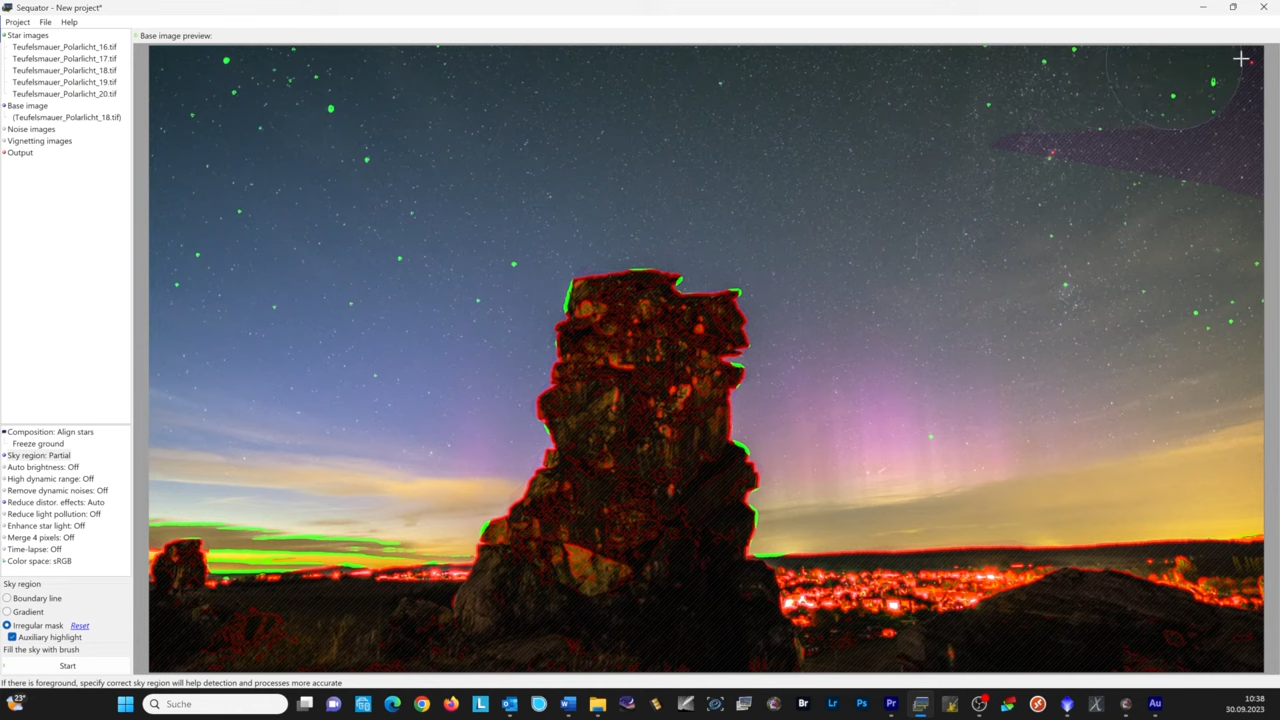 Sequator - New project*
Project File Help
Star images
Teufelsmauer_Polarlicht_16.tif
Teufelsmauer_Polarlicht_17.tif
Teufelsmauer_Polarlicht_18.tif
Teufelsmauer_Polarlicht_19.tif
Teufelsmauer_Polarlicht_20.tif
Base image
(Teufelsmauer_Polarlicht_18.tif)
Noise images
Vignetting images
Output
Base image preview:
Composition: Align stars
Freeze ground
Sky region: Partial
Auto brightness: Off
High dynamic range: Off
Remove dynamic noises: Off
Reduce distor. effects: Auto
Reduce light pollution: Off
Enhance star light: Off
Merge 4 pixels: Off
Time-lapse: Off
Color space: sRGB
Sky region
Boundary line
Gradient
Irregular mask Reset
Auxiliary highlight
Fill the sky with brush
Start
If there is foreground, specify correct sky region will help detection and processes more accurate
23°
Suche
L
Br
Lr
Ps
Pr
Au
10:38
30.09.2023